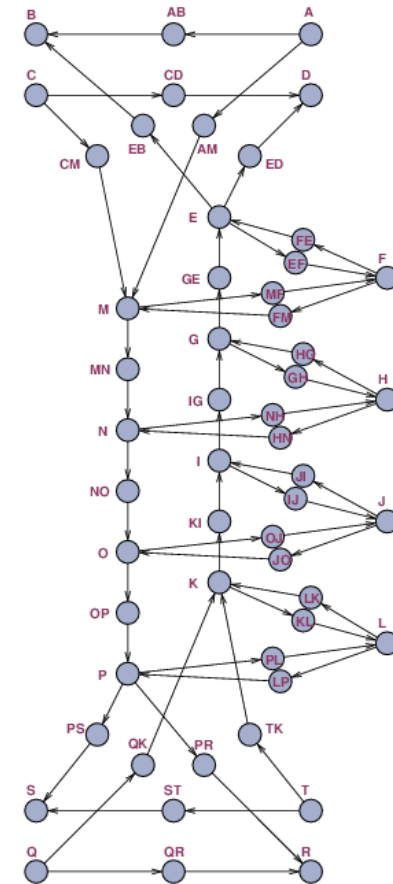 B AB A
C CD D
CM EB AM ED
E
FE
EF F
GE
MF
M FM
G
HG
MN GH H
IG
NH
N HN
I
JI
NO IJ J
KI
OJ
O JO
K
LK
OP KL L
PL
P LP
PS QK PR TK
S ST T
Q QR R